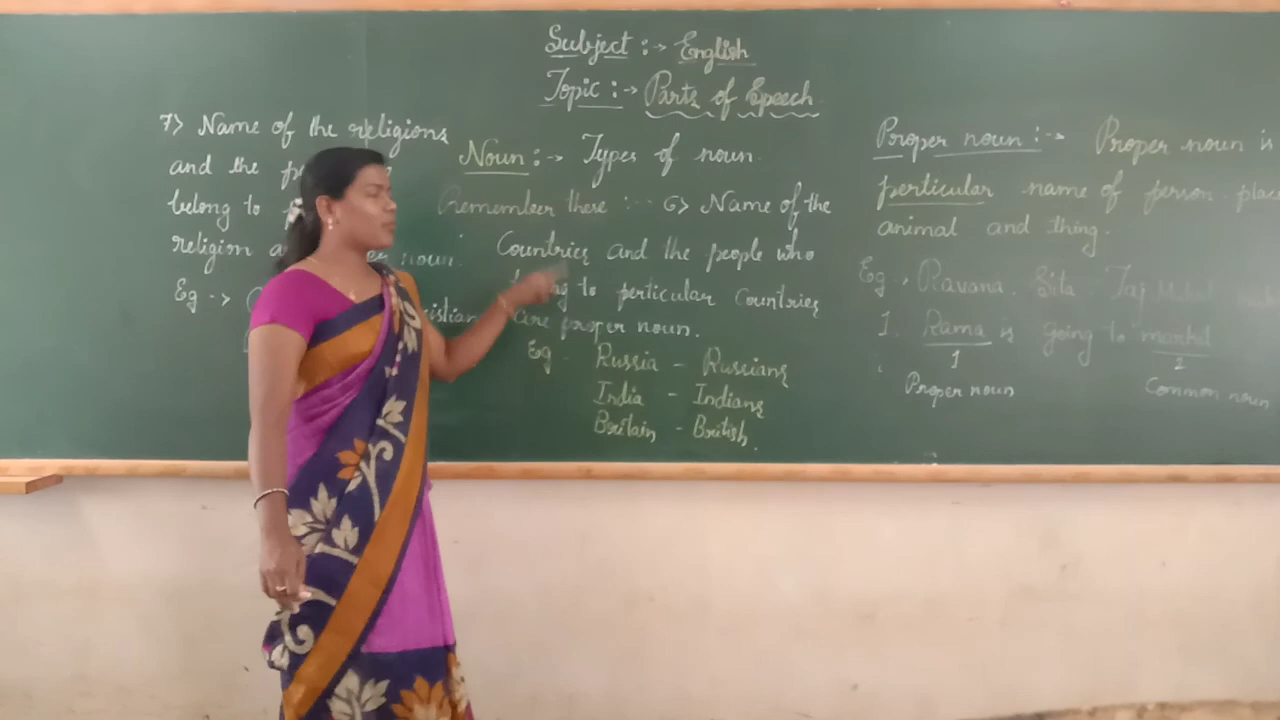 Subject :-> English
Topic :-> Parts of Speech
7> Name of the religions
and the
belong to
religion noun.
Eg ->
Noun :-> Types of noun.
Remember these :-- 6> Name of the
Countries and the people who
to perticular Countries
are proper noun.
Eg - Russia - Russians
India - Indians
Britain - British.
Proper noun :-> Proper noun is
perticular name of person
animal and thing.
Eg -> Ravana. Sita Taj
1. Rama is going to market
1 2
Proper noun Common noun